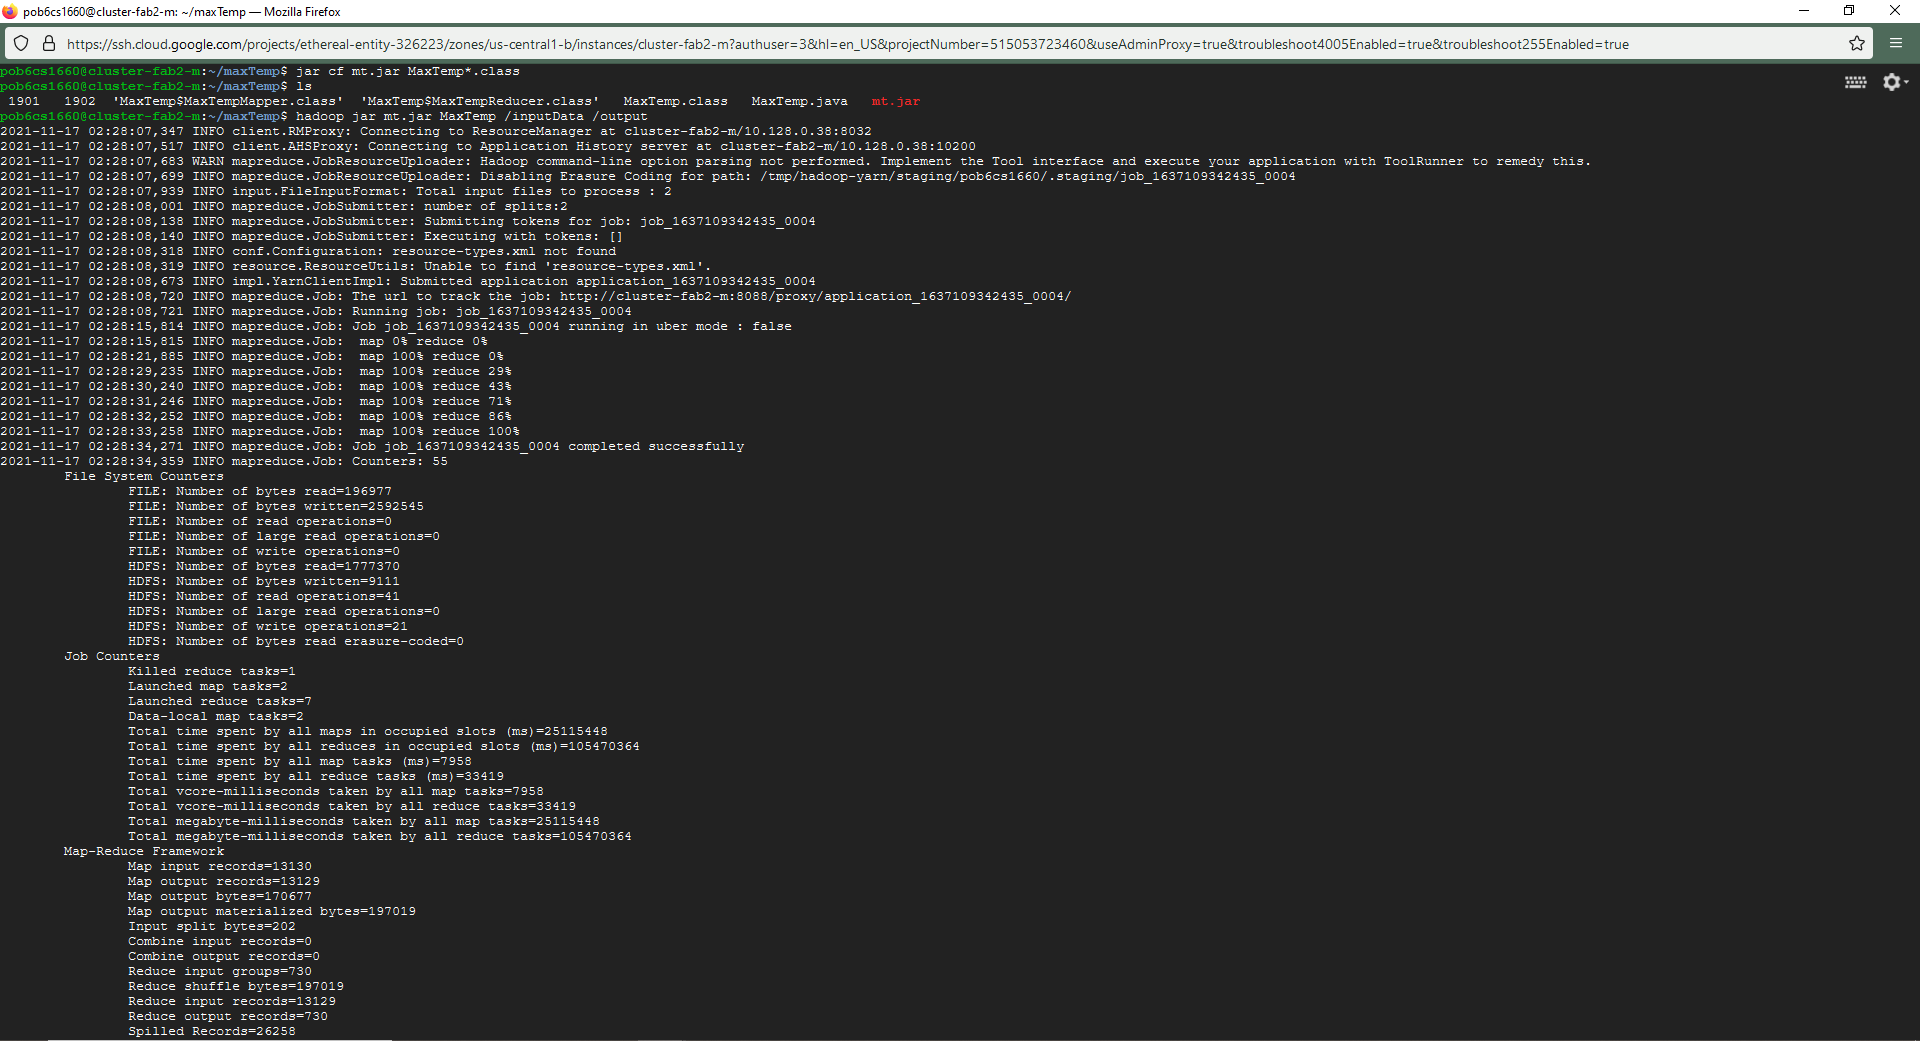 pob6cs1660@cluster-fab2-m: ~/maxTemp — Mozilla Firefox
https://ssh.cloud.google.com/projects/ethereal-entity-326223/zones/us-central1-b/instances/cluster-fab2-m?authuser=3&hl=en_US&projectNumber=515053723460&useAdminProxy=true&troubleshoot4005Enabled=true&troubleshoot255Enabled=true
pob6cs1660@cluster-fab2-m:~/maxTemp$ jar cf mt.jar MaxTemp*.class
pob6cs1660@cluster-fab2-m:~/maxTemp$ ls
1901   1902  'MaxTemp$MaxTempMapper.class'  'MaxTemp$MaxTempReducer.class'   MaxTemp.class   MaxTemp.java   mt.jar
pob6cs1660@cluster-fab2-m:~/maxTemp$ hadoop jar mt.jar MaxTemp /inputData /output
2021-11-17 02:28:07,347 INFO client.RMProxy: Connecting to ResourceManager at cluster-fab2-m/10.128.0.38:8032
2021-11-17 02:28:07,517 INFO client.AHSProxy: Connecting to Application History server at cluster-fab2-m/10.128.0.38:10200
2021-11-17 02:28:07,683 WARN mapreduce.JobResourceUploader: Hadoop command-line option parsing not performed. Implement the Tool interface and execute your application with ToolRunner to remedy this.
2021-11-17 02:28:07,699 INFO mapreduce.JobResourceUploader: Disabling Erasure Coding for path: /tmp/hadoop-yarn/staging/pob6cs1660/.staging/job_1637109342435_0004
2021-11-17 02:28:07,939 INFO input.FileInputFormat: Total input files to process : 2
2021-11-17 02:28:08,001 INFO mapreduce.JobSubmitter: number of splits:2
2021-11-17 02:28:08,138 INFO mapreduce.JobSubmitter: Submitting tokens for job: job_1637109342435_0004
2021-11-17 02:28:08,140 INFO mapreduce.JobSubmitter: Executing with tokens: []
2021-11-17 02:28:08,318 INFO conf.Configuration: resource-types.xml not found
2021-11-17 02:28:08,319 INFO resource.ResourceUtils: Unable to find 'resource-types.xml'.
2021-11-17 02:28:08,673 INFO impl.YarnClientImpl: Submitted application application_1637109342435_0004
2021-11-17 02:28:08,720 INFO mapreduce.Job: The url to track the job: http://cluster-fab2-m:8088/proxy/application_1637109342435_0004/
2021-11-17 02:28:08,721 INFO mapreduce.Job: Running job: job_1637109342435_0004
2021-11-17 02:28:15,814 INFO mapreduce.Job: Job job_1637109342435_0004 running in uber mode : false
2021-11-17 02:28:15,815 INFO mapreduce.Job:  map 0% reduce 0%
2021-11-17 02:28:21,885 INFO mapreduce.Job:  map 100% reduce 0%
2021-11-17 02:28:29,235 INFO mapreduce.Job:  map 100% reduce 29%
2021-11-17 02:28:30,240 INFO mapreduce.Job:  map 100% reduce 43%
2021-11-17 02:28:31,246 INFO mapreduce.Job:  map 100% reduce 71%
2021-11-17 02:28:32,252 INFO mapreduce.Job:  map 100% reduce 86%
2021-11-17 02:28:33,258 INFO mapreduce.Job:  map 100% reduce 100%
2021-11-17 02:28:34,271 INFO mapreduce.Job: Job job_1637109342435_0004 completed successfully
2021-11-17 02:28:34,359 INFO mapreduce.Job: Counters: 55
File System Counters
FILE: Number of bytes read=196977
FILE: Number of bytes written=2592545
FILE: Number of read operations=0
FILE: Number of large read operations=0
FILE: Number of write operations=0
HDFS: Number of bytes read=1777370
HDFS: Number of bytes written=9111
HDFS: Number of read operations=41
HDFS: Number of large read operations=0
HDFS: Number of write operations=21
HDFS: Number of bytes read erasure-coded=0
Job Counters
Killed reduce tasks=1
Launched map tasks=2
Launched reduce tasks=7
Data-local map tasks=2
Total time spent by all maps in occupied slots (ms)=25115448
Total time spent by all reduces in occupied slots (ms)=105470364
Total time spent by all map tasks (ms)=7958
Total time spent by all reduce tasks (ms)=33419
Total vcore-milliseconds taken by all map tasks=7958
Total vcore-milliseconds taken by all reduce tasks=33419
Total megabyte-milliseconds taken by all map tasks=25115448
Total megabyte-milliseconds taken by all reduce tasks=105470364
Map-Reduce Framework
Map input records=13130
Map output records=13129
Map output bytes=170677
Map output materialized bytes=197019
Input split bytes=202
Combine input records=0
Combine output records=0
Reduce input groups=730
Reduce shuffle bytes=197019
Reduce input records=13129
Reduce output records=730
Spilled Records=26258